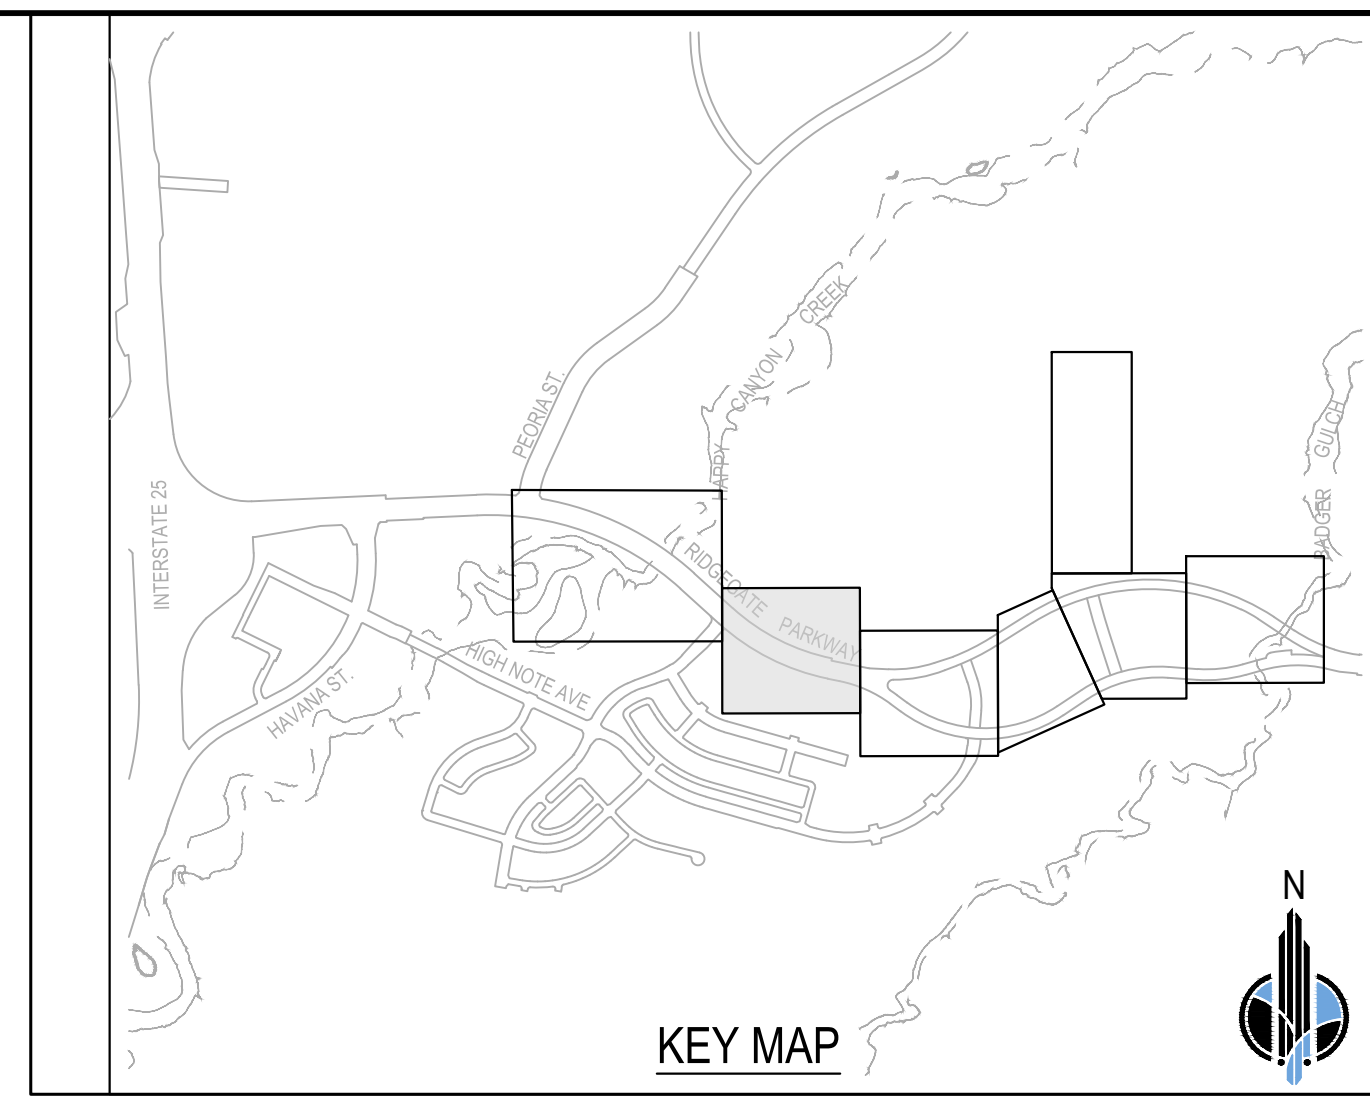 CREEK
CANYON
HAPPY
PEORIA ST.
GULCH
BADGER
INTERSTATE 25
RIDGEGATE
PARKWAY
HIGH NOTE AVE
HAVANA ST.
N
KEY MAP